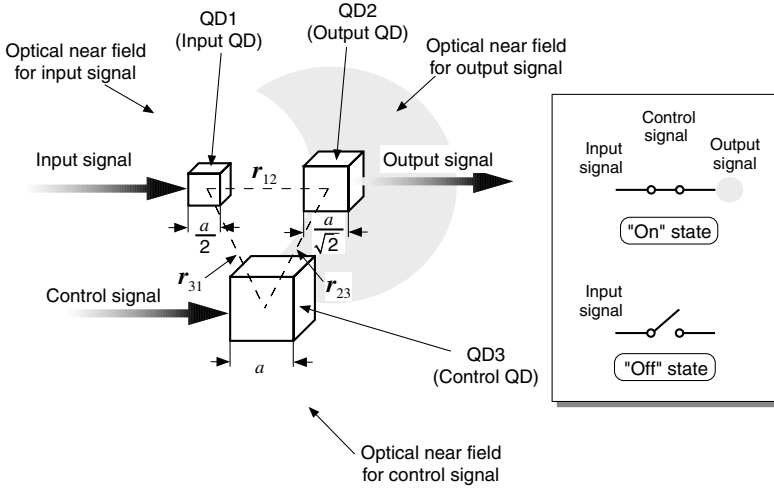 QD1
(Input QD)
QD2
(Output QD)
Optical near field
for input signal
Optical near field
for output signal
Input signal
r12
Output signal
a/2
a/√2
r31
r23
Control signal
a
QD3
(Control QD)
Optical near field
for control signal
Control
signal
Input
signal
Output
signal
"On" state
Input
signal
"Off" state